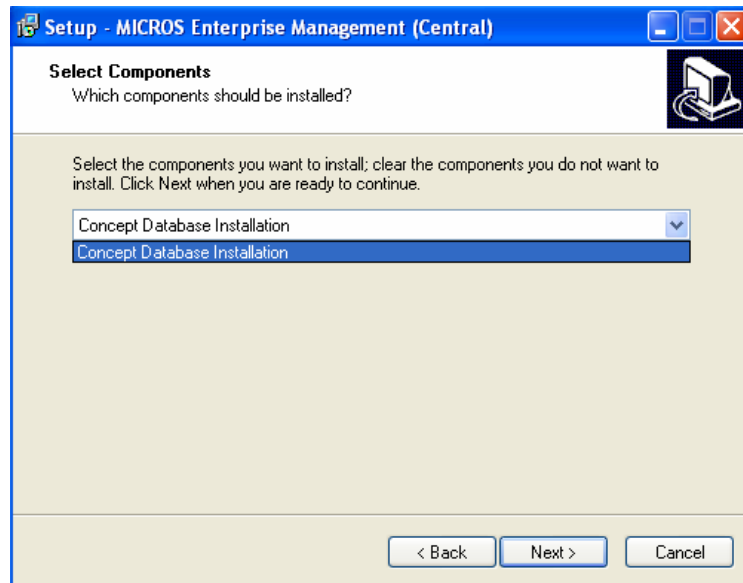 Setup - MICROS Enterprise Management (Central)
Select Components
Which components should be installed?
Select the components you want to install; clear the components you do not want to
install. Click Next when you are ready to continue.
Concept Database Installation
Concept Database Installation
< Back
Next >
Cancel